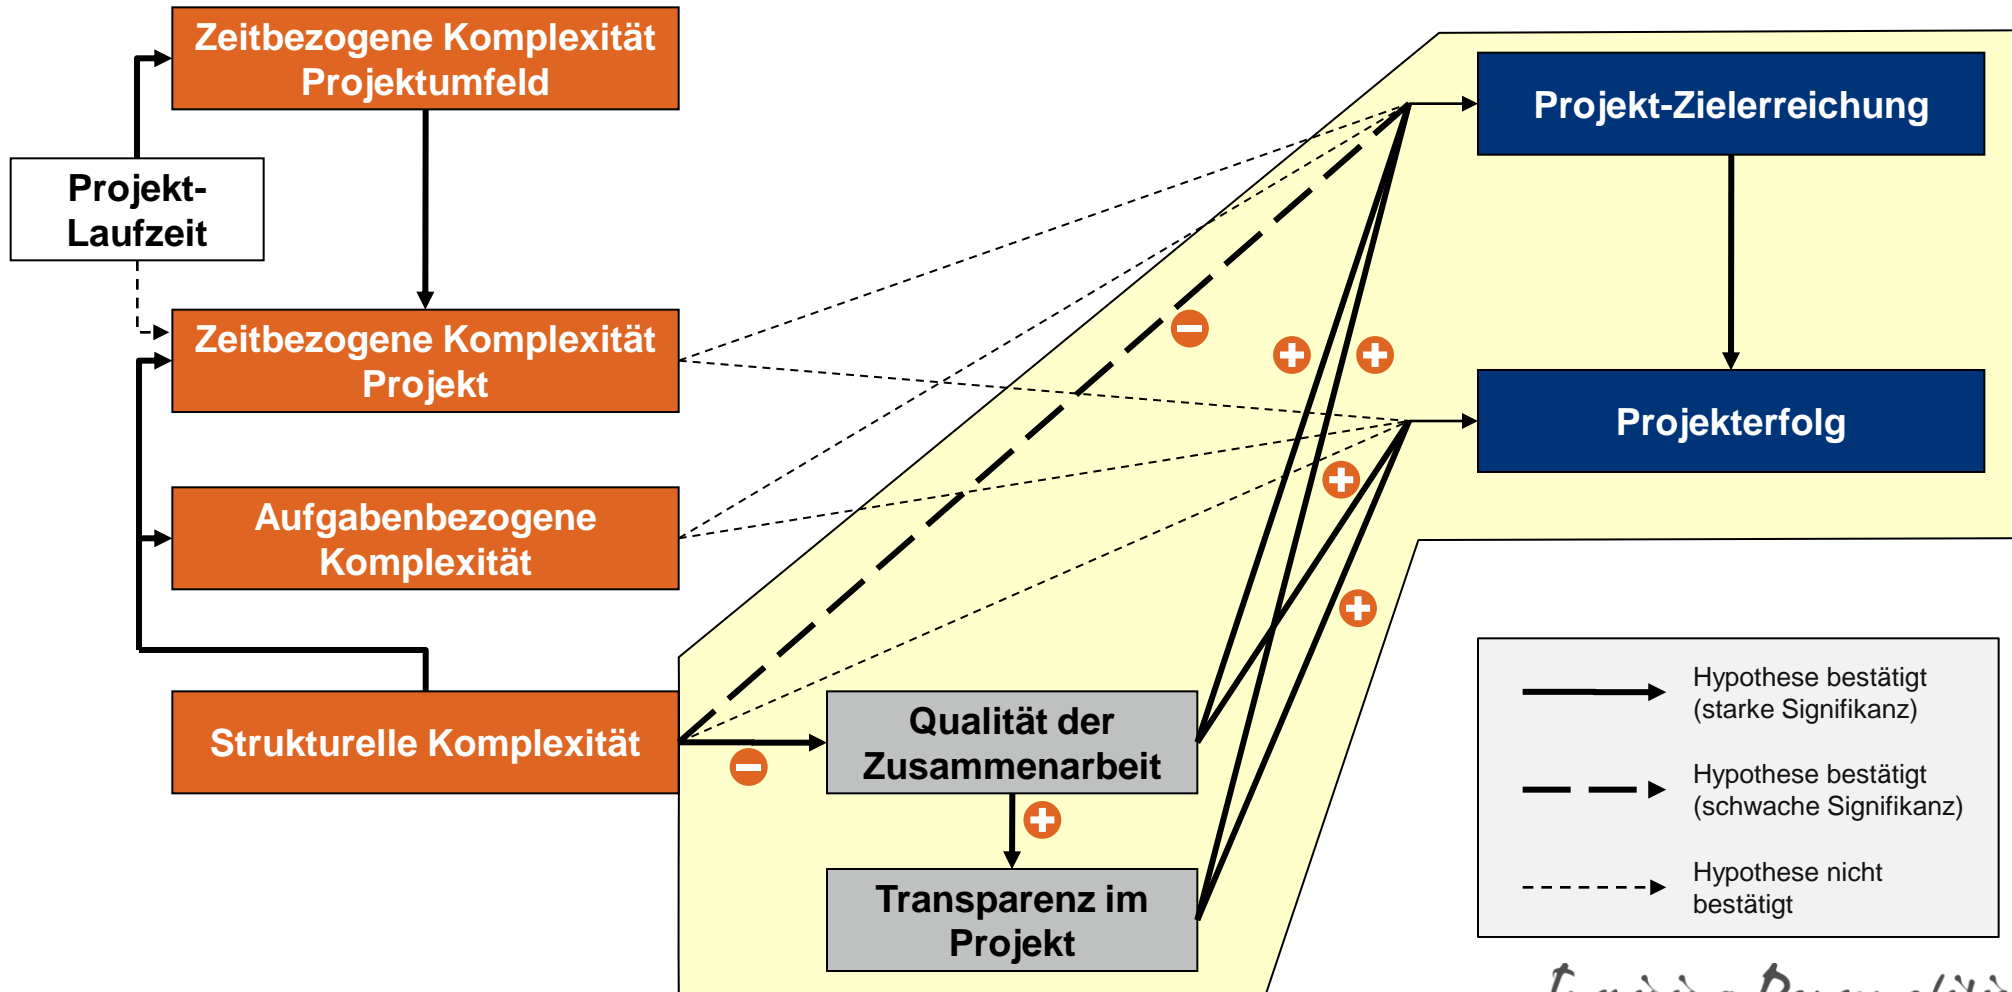 Zeitbezogene Komplexität
Projektumfeld
Projekt-
Laufzeit
Zeitbezogene Komplexität
Projekt
Aufgabenbezogene
Komplexität
Strukturelle Komplexität
Qualität der
Zusammenarbeit
Transparenz im
Projekt
Projekt-Zielerreichung
Projekterfolg
Hypothese bestätigt
(starke Signifikanz)
Hypothese bestätigt
(schwache Signifikanz)
Hypothese nicht
bestätigt